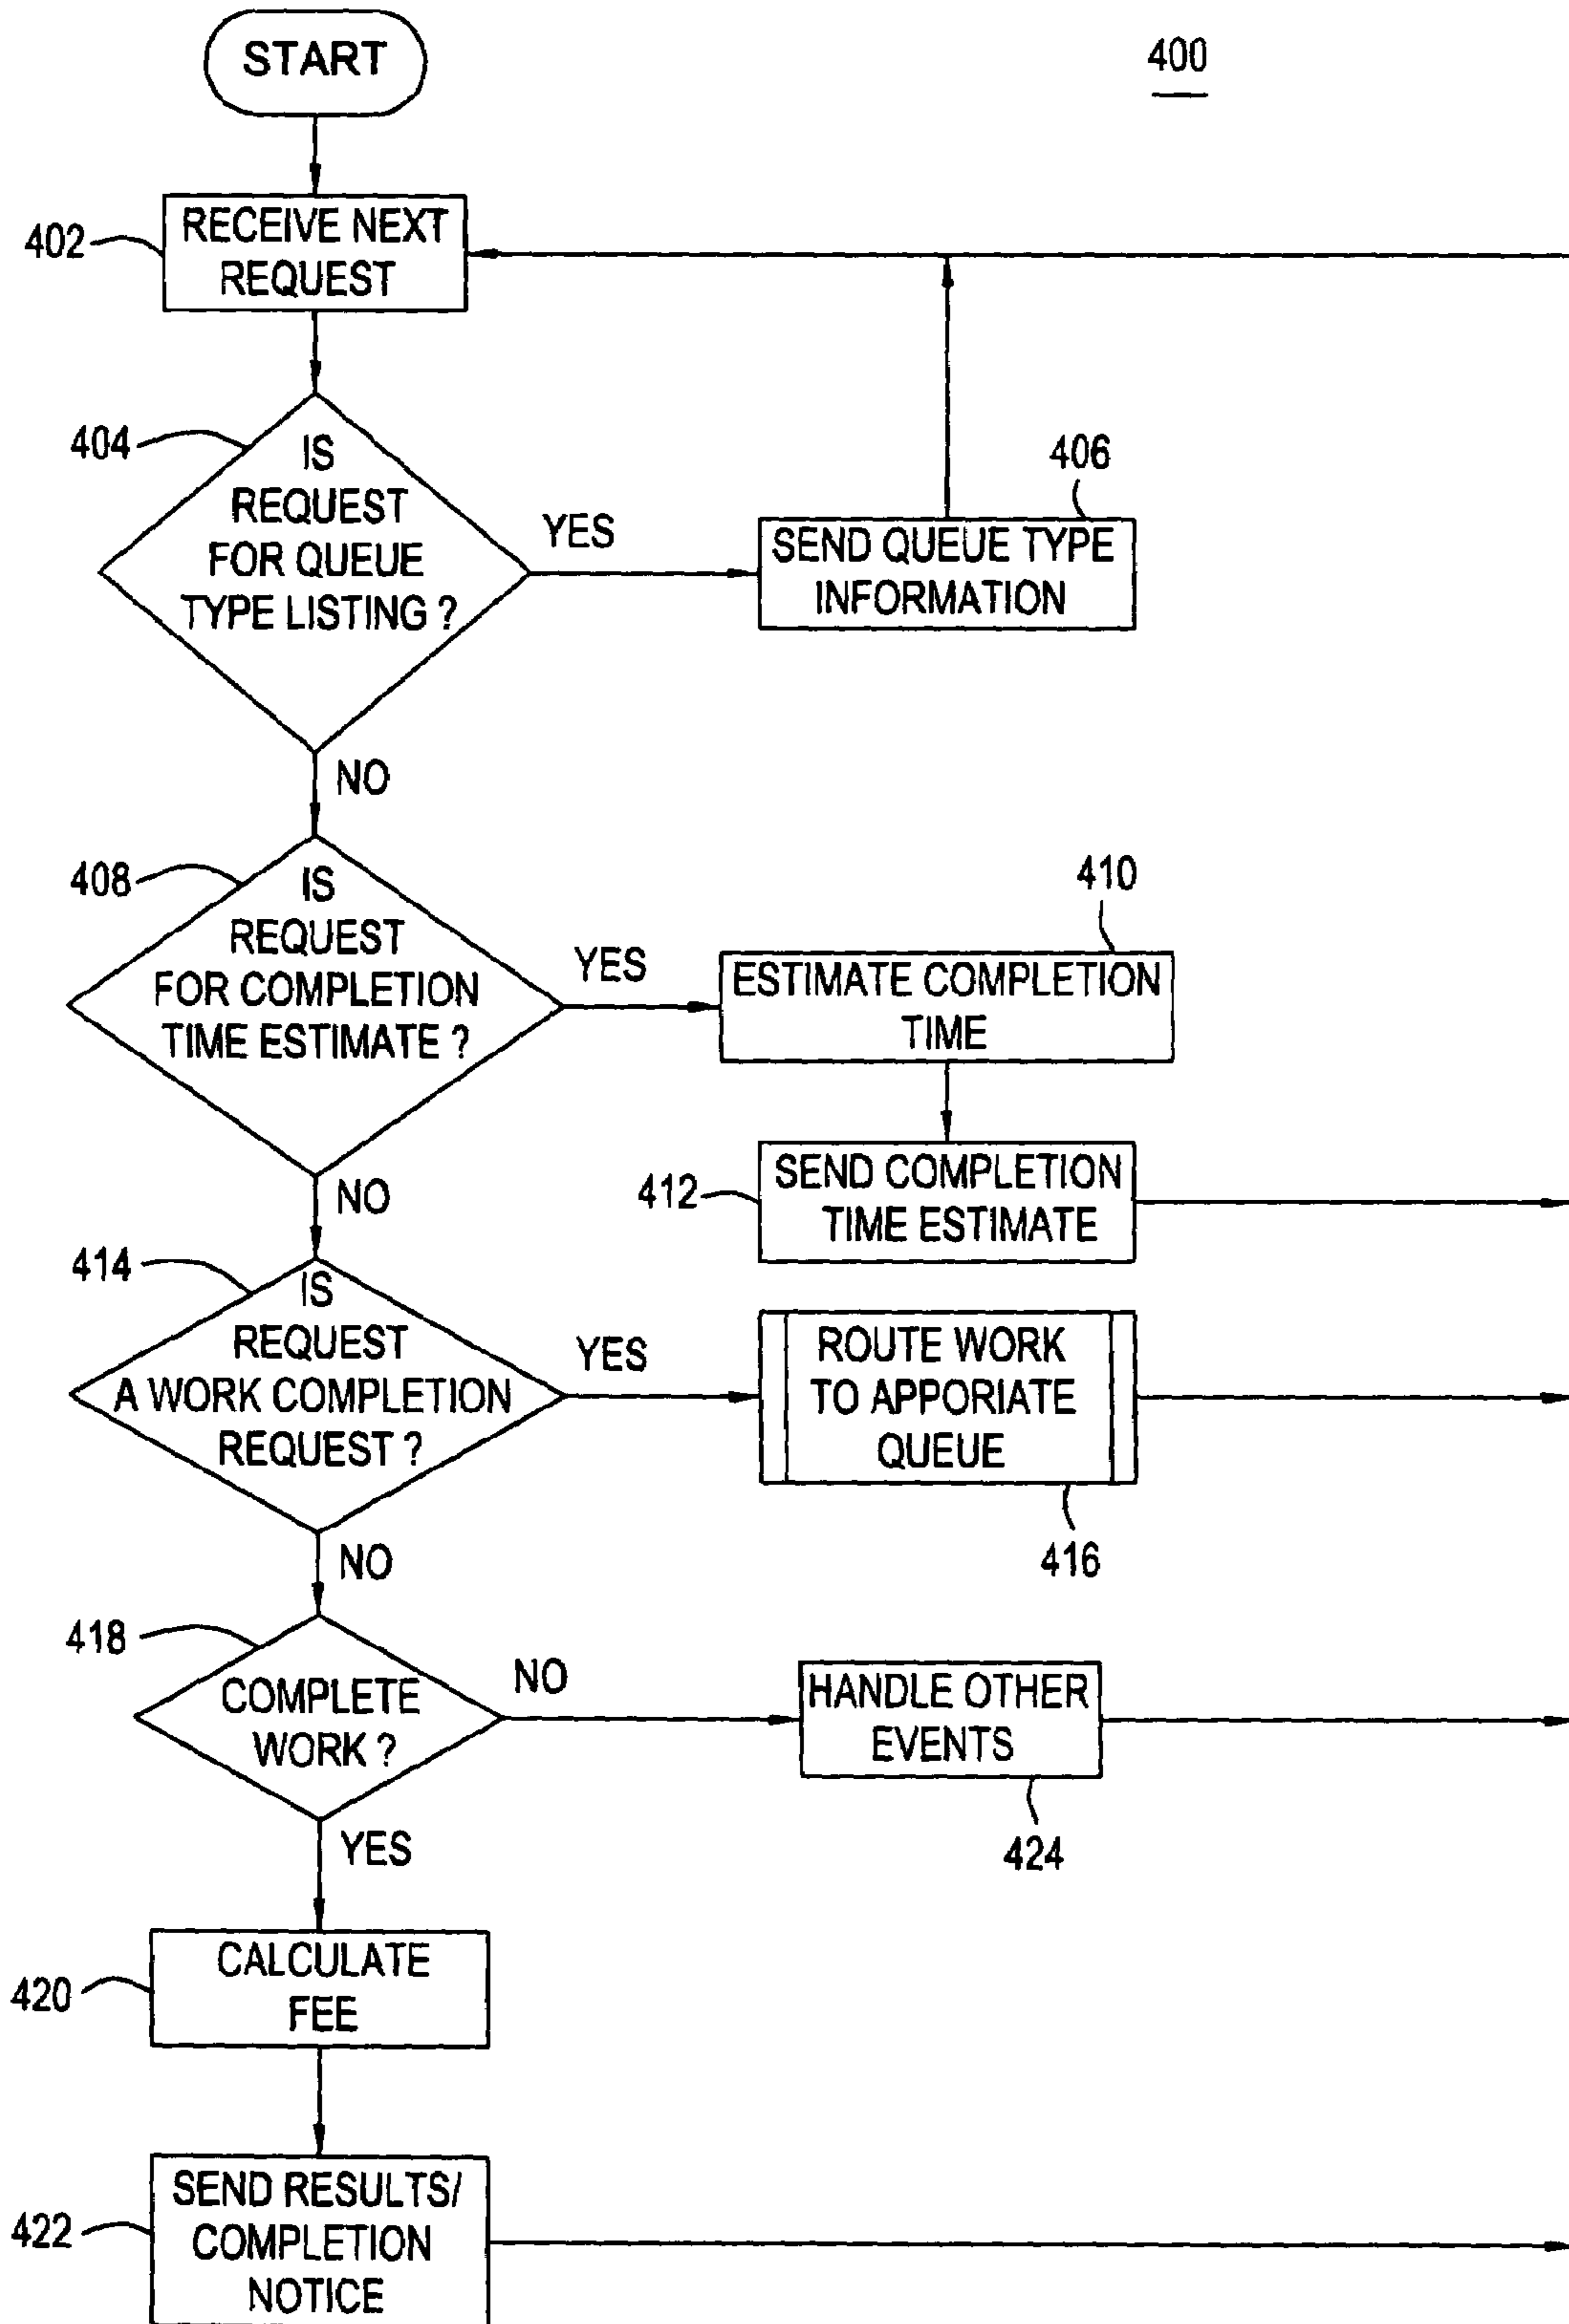 START
400
402
RECEIVE NEXT
REQUEST
404
IS
REQUEST
FOR QUEUE
TYPE LISTING ?
YES
406
SEND QUEUE TYPE
INFORMATION
NO
408
IS
REQUEST
FOR COMPLETION
TIME ESTIMATE ?
YES
410
ESTIMATE COMPLETION
TIME
412
SEND COMPLETION
TIME ESTIMATE
NO
414
IS
REQUEST
A WORK COMPLETION
REQUEST ?
YES
ROUTE WORK
TO APPORIATE
QUEUE
416
NO
418
COMPLETE
WORK ?
NO
HANDLE OTHER
EVENTS
424
YES
420
CALCULATE
FEE
422
SEND RESULTS/
COMPLETION
NOTICE